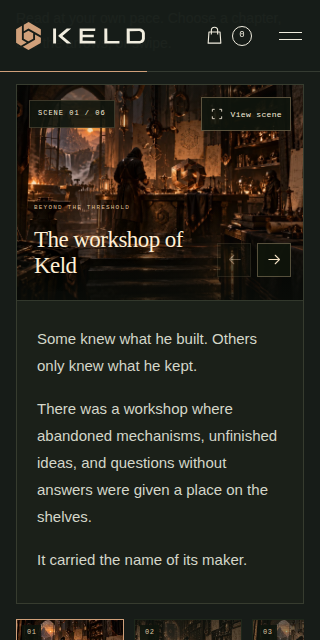 KELD
0
SCENE 01 / 06
View scene
BEYOND THE THRESHOLD
The workshop of
Keld
Some knew what he built. Others
only knew what he kept.
There was a workshop where
abandoned mechanisms, unfinished
ideas, and questions without
answers were given a place on the
shelves.
It carried the name of its maker.
01
02
03